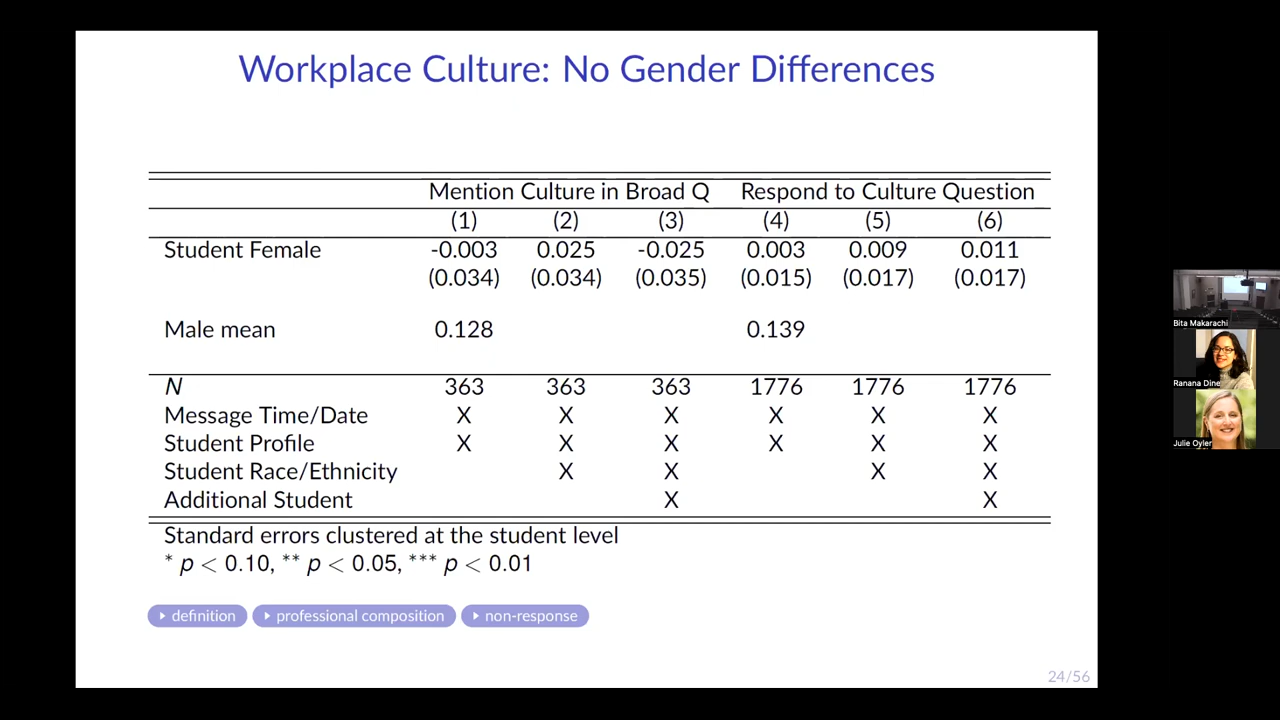 Workplace Culture: No Gender Differences
Mention Culture in Broad Q Respond to Culture Question
(1) (2) (3) (4) (5) (6)
Student Female -0.003 0.025 -0.025 0.003 0.009 0.011
(0.034) (0.034) (0.035) (0.015) (0.017) (0.017)
Male mean 0.128 0.139
N 363 363 363 1776 1776 1776
Message Time/Date X X X X X X
Student Profile X X X X X X
Student Race/Ethnicity X X X X
Additional Student X X
Standard errors clustered at the student level
* p < 0.10, ** p < 0.05, *** p < 0.01
definition professional composition non-response
24/56
Bita Makarachi
Ranana Dine
Julie Oyler